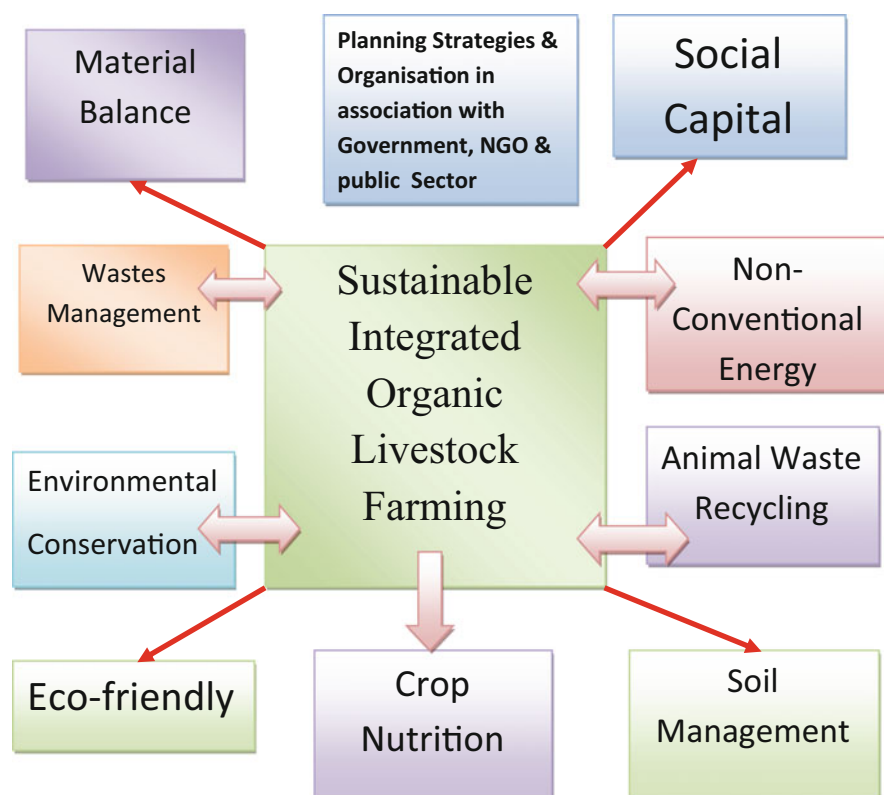 Material
Balance
Planning Strategies &
Organisation in
association with
Government, NGO &
public Sector
Social
Capital
Wastes
Management
Sustainable
Integrated
Organic
Livestock
Farming
Non-
Conventional
Energy
Environmental
Conservation
Animal Waste
Recycling
Eco-friendly
Crop
Nutrition
Soil
Management